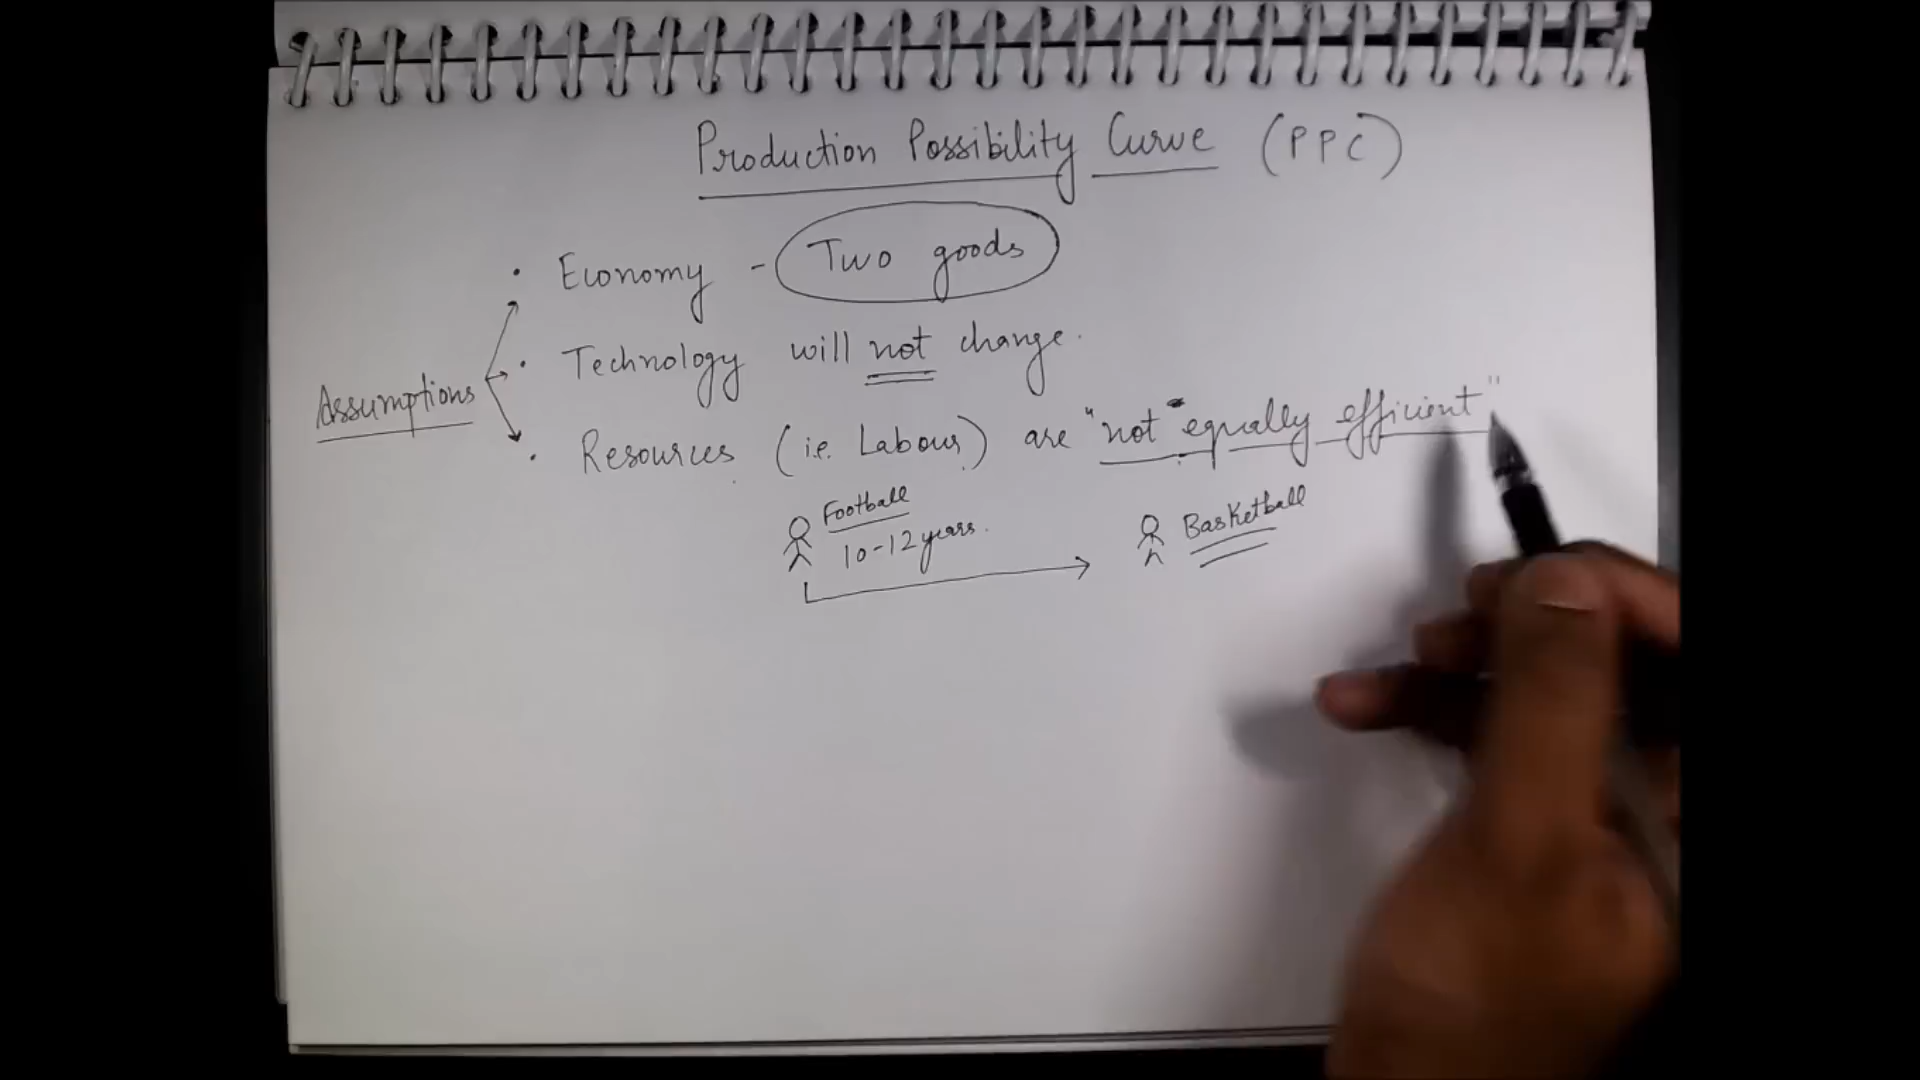 Production Possibility Curve (PPC)
• Economy - Two goods
• Technology will not change.
Assumptions
• Resources (i.e. Labour) are "not equally efficient"
Football
10-12 years.
Basketball